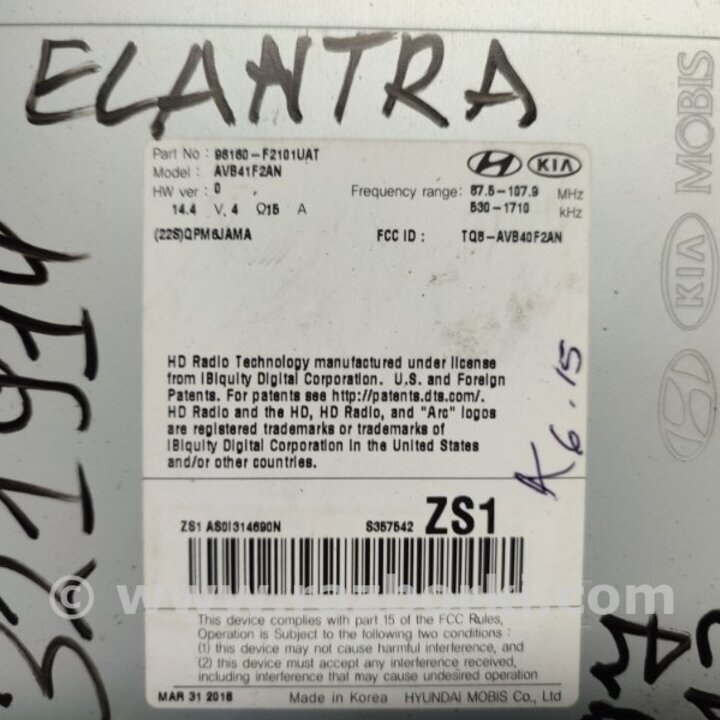 ELANTRA
Part No : 96160-F2101UAT
Model : AVB41F2AN
HW ver : 0
14.4 V, 4 Ω15 A
HYUNDAI KIA
Frequency range: 87.5-107.9 MHz
530-1710 kHz
(22S)QPM6JAMA FCC ID : TQ8-AVB40F2AN
HD Radio Technology manufactured under license
from iBiquity Digital Corporation. U.S. and Foreign
Patents. For patents see http://patents.dts.com/.
HD Radio and the HD, HD Radio, and "Arc" logos
are registered trademarks or trademarks of
iBiquity Digital Corporation in the United States
and/or other countries.
ZS1 AS0I314690N S357542 ZS1
This device complies with part 15 of the FCC Rules,
Operation is Subject to the following two conditions :
(1) this device may not cause harmful interference, and
(2) this device must accept any interference received,
including interference that may cause undesired operation
MAR 31 2016 Made in Korea HYUNDAI MOBIS Co., Ltd
KIA MOBIS
6.15